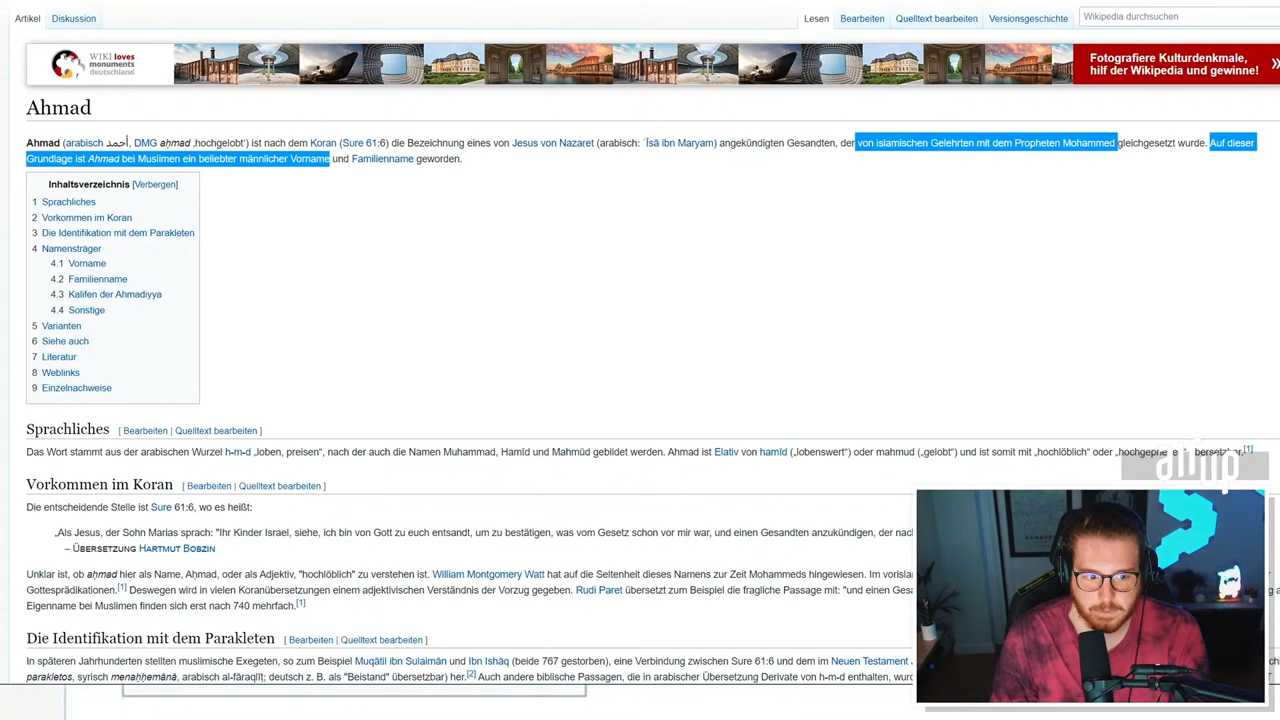 Artikel Diskussion Lesen Bearbeiten Quelltext bearbeiten Versionsgeschichte Wikipedia durchsuchen
WIKI loves monuments deutschland
Fotografiere Kulturdenkmale,
hilf der Wikipedia und gewinne!
Ahmad
Ahmad (arabisch أحمد, DMG aḥmad ‚hochgelobt‘) ist nach dem Koran (Sure 61:6) die Bezeichnung eines von Jesus von Nazaret (arabisch: ʿĪsā ibn Maryam) angekündigten Gesandten, der von islamischen Gelehrten mit dem Propheten Mohammed gleichgesetzt wurde. Auf dieser
Grundlage ist Ahmad bei Muslimen ein beliebter männlicher Vorname und Familienname geworden.
Inhaltsverzeichnis [Verbergen]
1 Sprachliches
2 Vorkommen im Koran
3 Die Identifikation mit dem Parakleten
4 Namensträger
4.1 Vorname
4.2 Familienname
4.3 Kalifen der Ahmadiyya
4.4 Sonstige
5 Varianten
6 Siehe auch
7 Literatur
8 Weblinks
9 Einzelnachweise
Sprachliches [ Bearbeiten | Quelltext bearbeiten ]
Das Wort stammt aus der arabischen Wurzel h-m-d „loben, preisen“, nach der auch die Namen Muhammad, Hamīd und Mahmūd gebildet werden. Ahmad ist Elativ von hamīd („lobenswert“) oder mahmud („gelobt“) und ist somit mit „hochlöblich“ oder übersetzbar.[1]
Vorkommen im Koran [ Bearbeiten | Quelltext bearbeiten ]
Die entscheidende Stelle ist Sure 61:6, wo es heißt:
„Als Jesus, der Sohn Marias sprach: "Ihr Kinder Israel, siehe, ich bin von Gott zu euch entsandt, um zu bestätigen, was vom Gesetz schon vor mir war, und einen Gesandten anzukündigen, der
– ÜBERSETZUNG HARTMUT BOBZIN
Unklar ist, ob aḥmad hier als Name, Aḥmad, oder als Adjektiv, "hochlöblich" zu verstehen ist. William Montgomery Watt hat auf die Seltenheit dieses Namens zur Zeit Mohammeds hingewiesen. Im
Gottesprädikationen.[1] Deswegen wird in vielen Koranübersetzungen einem adjektivischen Verständnis der Vorzug gegeben. Rudi Paret übersetzt zum Beispiel die fragliche Passage mit: "und einen
Eigenname bei Muslimen finden sich erst nach 740 mehrfach.[1]
Die Identifikation mit dem Parakleten [ Bearbeiten | Quelltext bearbeiten ]
In späteren Jahrhunderten stellten muslimische Exegeten, so zum Beispiel Muqātil ibn Sulaimān und Ibn Ishāq (beide 767 gestorben), eine Verbindung zwischen Sure 61:6 und dem im Neuen Testament
parakletos, syrisch menaḥḥemānā, arabisch al-fāraqlīṭ; deutsch z. B. als "Beistand" übersetzbar) her.[2] Auch andere biblische Passagen, die in arabischer Übersetzung Derivate von h-m-d enthalten,